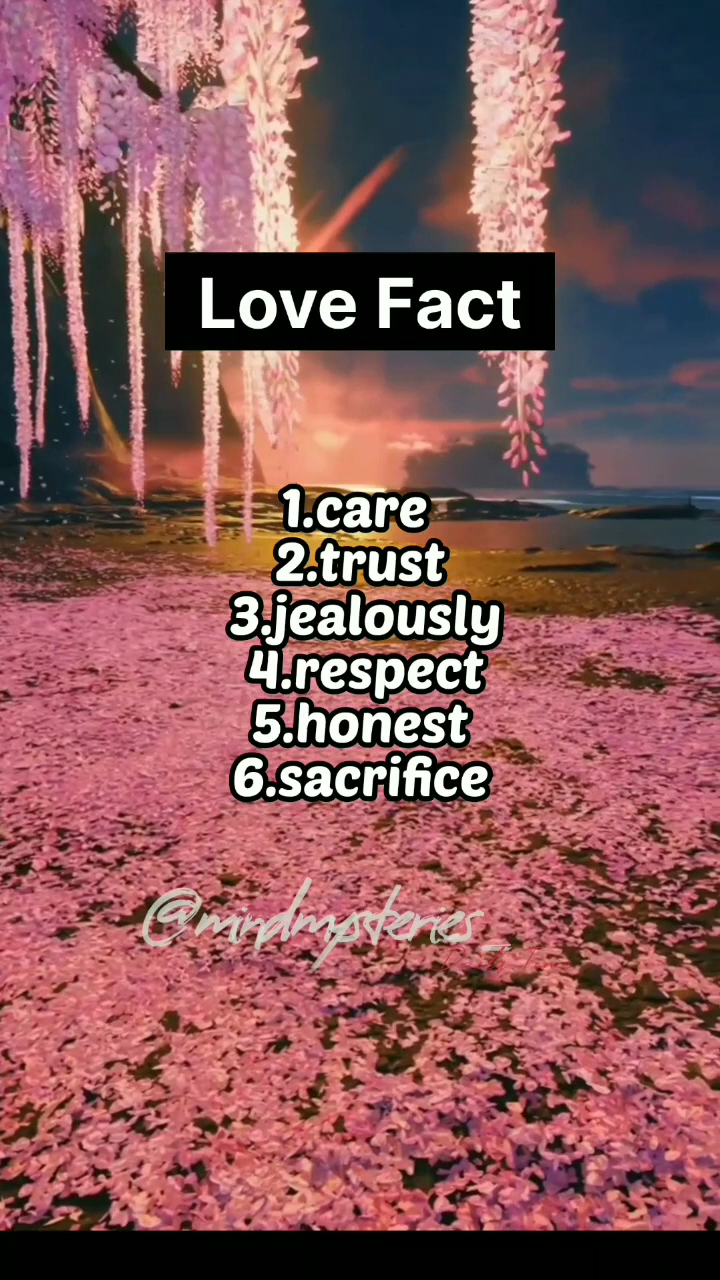 Love Fact
1.care
2.trust
3.jealously
4.respect
5.honest
6.sacrifice
@mindmysteries_